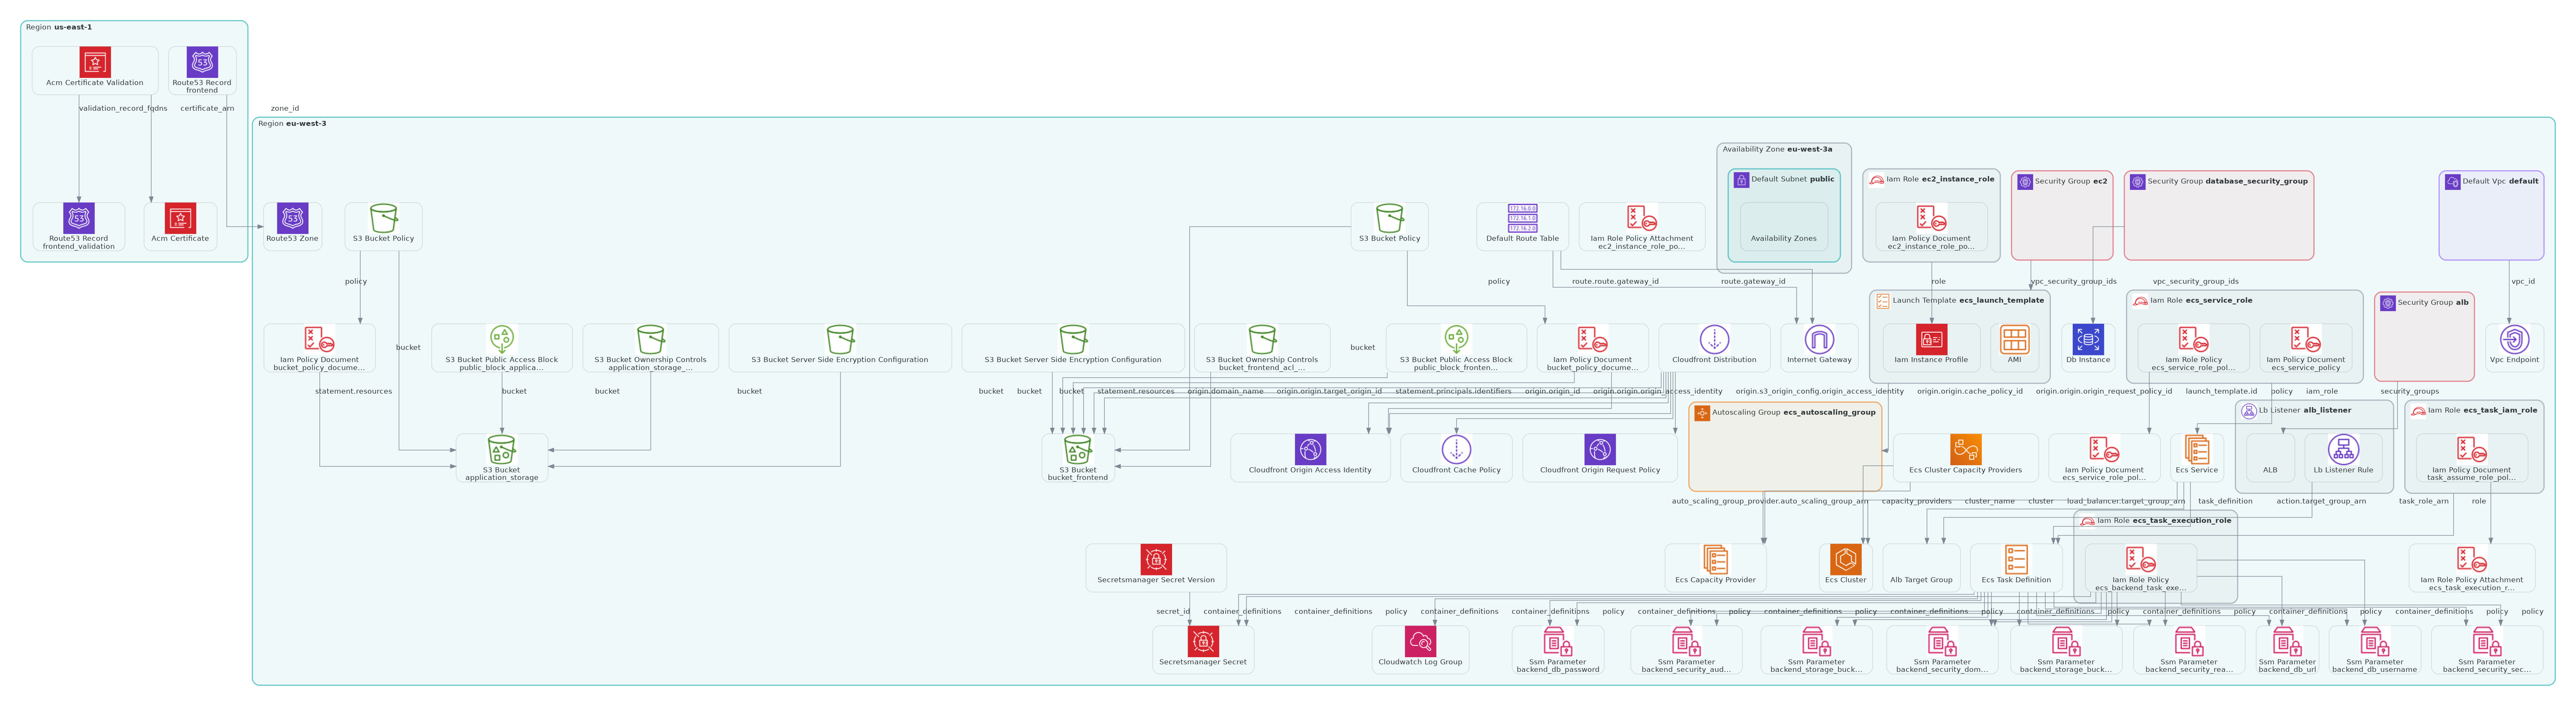 Region us-east-1
Acm Certificate Validation
Route53 Record
frontend
validation_record_fqdns
certificate_arn
zone_id
Route53 Record
frontend_validation
Acm Certificate
Region eu-west-3
Availability Zone eu-west-3a
Default Subnet public
Availability Zones
Iam Role ec2_instance_role
Iam Policy Document
ec2_instance_role_po...
Security Group ec2
Security Group database_security_group
Default Vpc default
Route53 Zone
S3 Bucket Policy
S3 Bucket Policy
172.16.0.0
172.16.1.0
172.16.2.0
Default Route Table
Iam Role Policy Attachment
ec2_instance_role_po...
policy
policy
route.route.gateway_id
route.gateway_id
role
vpc_security_group_ids
vpc_security_group_ids
vpc_id
Launch Template ecs_launch_template
Iam Instance Profile
AMI
Iam Role ecs_service_role
Iam Role Policy
ecs_service_role_pol...
Iam Policy Document
ecs_service_policy
Security Group alb
Iam Policy Document
bucket_policy_docume...
bucket
S3 Bucket Public Access Block
public_block_applica...
S3 Bucket Ownership Controls
application_storage_...
S3 Bucket Server Side Encryption Configuration
S3 Bucket Server Side Encryption Configuration
S3 Bucket Ownership Controls
bucket_frontend_acl_...
bucket
S3 Bucket Public Access Block
public_block_fronten...
Iam Policy Document
bucket_policy_docume...
Cloudfront Distribution
Internet Gateway
Db Instance
Vpc Endpoint
statement.resources
bucket
bucket
bucket
bucket
bucket
bucket
statement.resources
origin.domain_name
origin.origin.target_origin_id
statement.principals.identifiers
origin.origin_id
origin.origin.origin_access_identity
origin.s3_origin_config.origin_access_identity
origin.origin.cache_policy_id
origin.origin.origin_request_policy_id
launch_template.id
policy
iam_role
security_groups
S3 Bucket
application_storage
S3 Bucket
bucket_frontend
Cloudfront Origin Access Identity
Cloudfront Cache Policy
Cloudfront Origin Request Policy
Autoscaling Group ecs_autoscaling_group
Ecs Cluster Capacity Providers
Iam Policy Document
ecs_service_role_pol...
Ecs Service
Lb Listener alb_listener
ALB
Lb Listener Rule
Iam Role ecs_task_iam_role
Iam Policy Document
task_assume_role_pol...
auto_scaling_group_provider.auto_scaling_group_arn
capacity_providers
cluster_name
cluster
load_balancer.target_group_arn
task_definition
action.target_group_arn
task_role_arn
role
Secretsmanager Secret Version
Ecs Capacity Provider
Ecs Cluster
Alb Target Group
Ecs Task Definition
Iam Role ecs_task_execution_role
Iam Role Policy
ecs_backend_task_exe...
Iam Role Policy Attachment
ecs_task_execution_r...
secret_id
container_definitions
container_definitions
policy
container_definitions
container_definitions
policy
container_definitions
policy
container_definitions
policy
container_definitions
policy
container_definitions
policy
container_definitions
policy
container_definitions
policy
container_definitions
policy
policy
Secretsmanager Secret
Cloudwatch Log Group
Ssm Parameter
backend_db_password
Ssm Parameter
backend_security_aud...
Ssm Parameter
backend_storage_buck...
Ssm Parameter
backend_security_dom...
Ssm Parameter
backend_storage_buck...
Ssm Parameter
backend_security_rea...
Ssm Parameter
backend_db_url
Ssm Parameter
backend_db_username
Ssm Parameter
backend_security_sec...